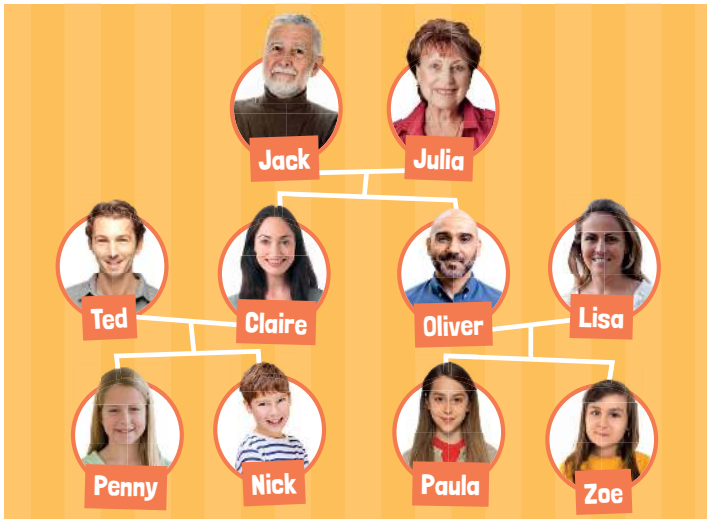 Jack
Julia
Ted
Claire
Oliver
Lisa
Penny
Nick
Paula
Zoe